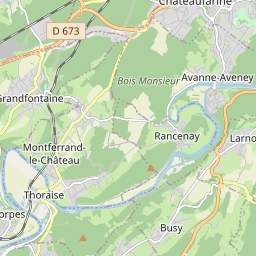 Châteaufarine
D 673
Bois Monsieur
Avanne-Aveney
Grandfontaine
Rancenay
Montferrand-
le-Château
Larno
Thoraise
orpes
Busy